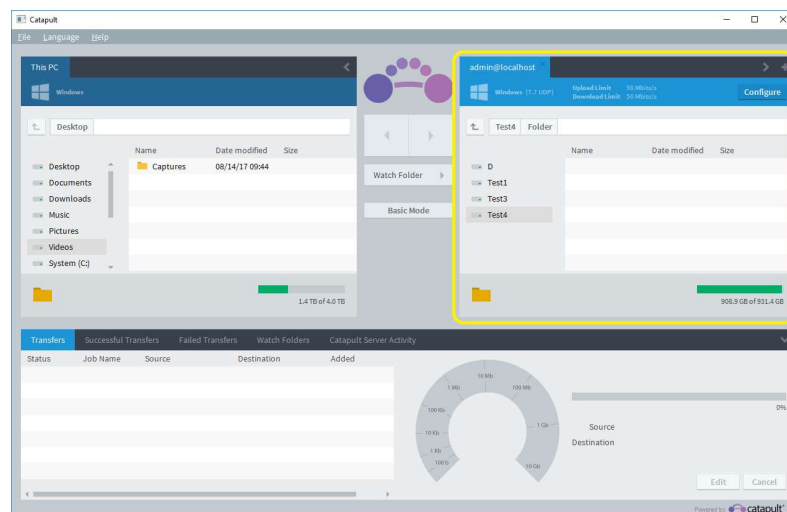 Catapult
File Language Help
This PC
Windows
Desktop
Name Date modified Size
Desktop
Documents
Downloads
Music
Pictures
Videos
System (C:)
Captures 08/14/17 09:44
1.4 TB of 4.0 TB
Watch Folder
Basic Mode
admin@localhost
Windows (7.7 UDP)
Upload Limit 50 Mbits/s
Download Limit 50 Mbits/s
Configure
Test4 Folder
Name Date modified Size
D
Test1
Test3
Test4
908.9 GB of 931.4 GB
Transfers Successful Transfers Failed Transfers Watch Folders Catapult Server Activity
Status Job Name Source Destination Added
10 Mb
1 Mb
100 Mb
100 Kb
1 Gb
10 Kb
1 Kb
100 b
10 Gb
0%
Source
Destination
Edit Cancel
Powered by catapult